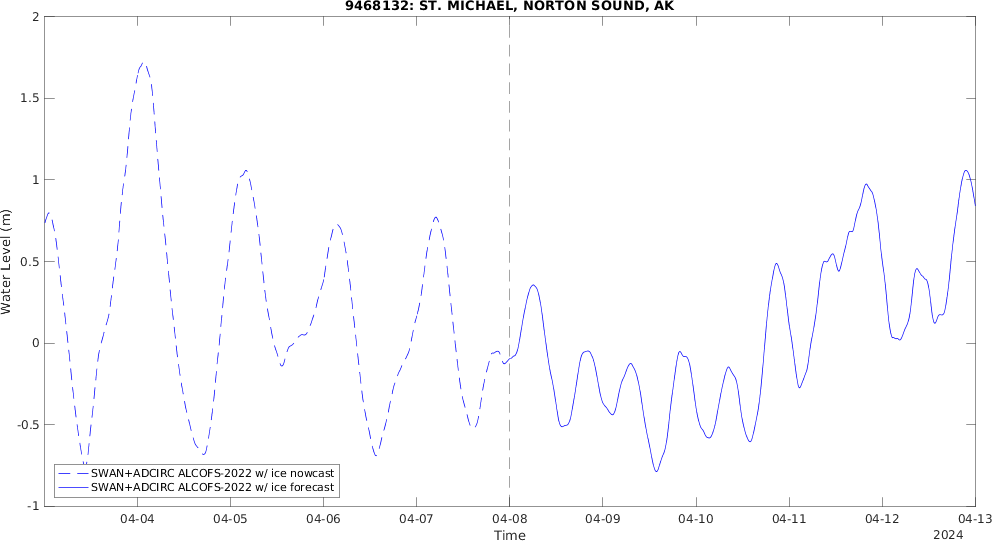 9468132: ST. MICHAEL, NORTON SOUND, AK
Water Level (m)
2
1.5
1
0.5
0
-0.5
-1
SWAN+ADCIRC ALCOFS-2022 w/ ice nowcast
SWAN+ADCIRC ALCOFS-2022 w/ ice forecast
04-04 04-05 04-06 04-07 04-08 04-09 04-10 04-11 04-12 04-13
Time
2024